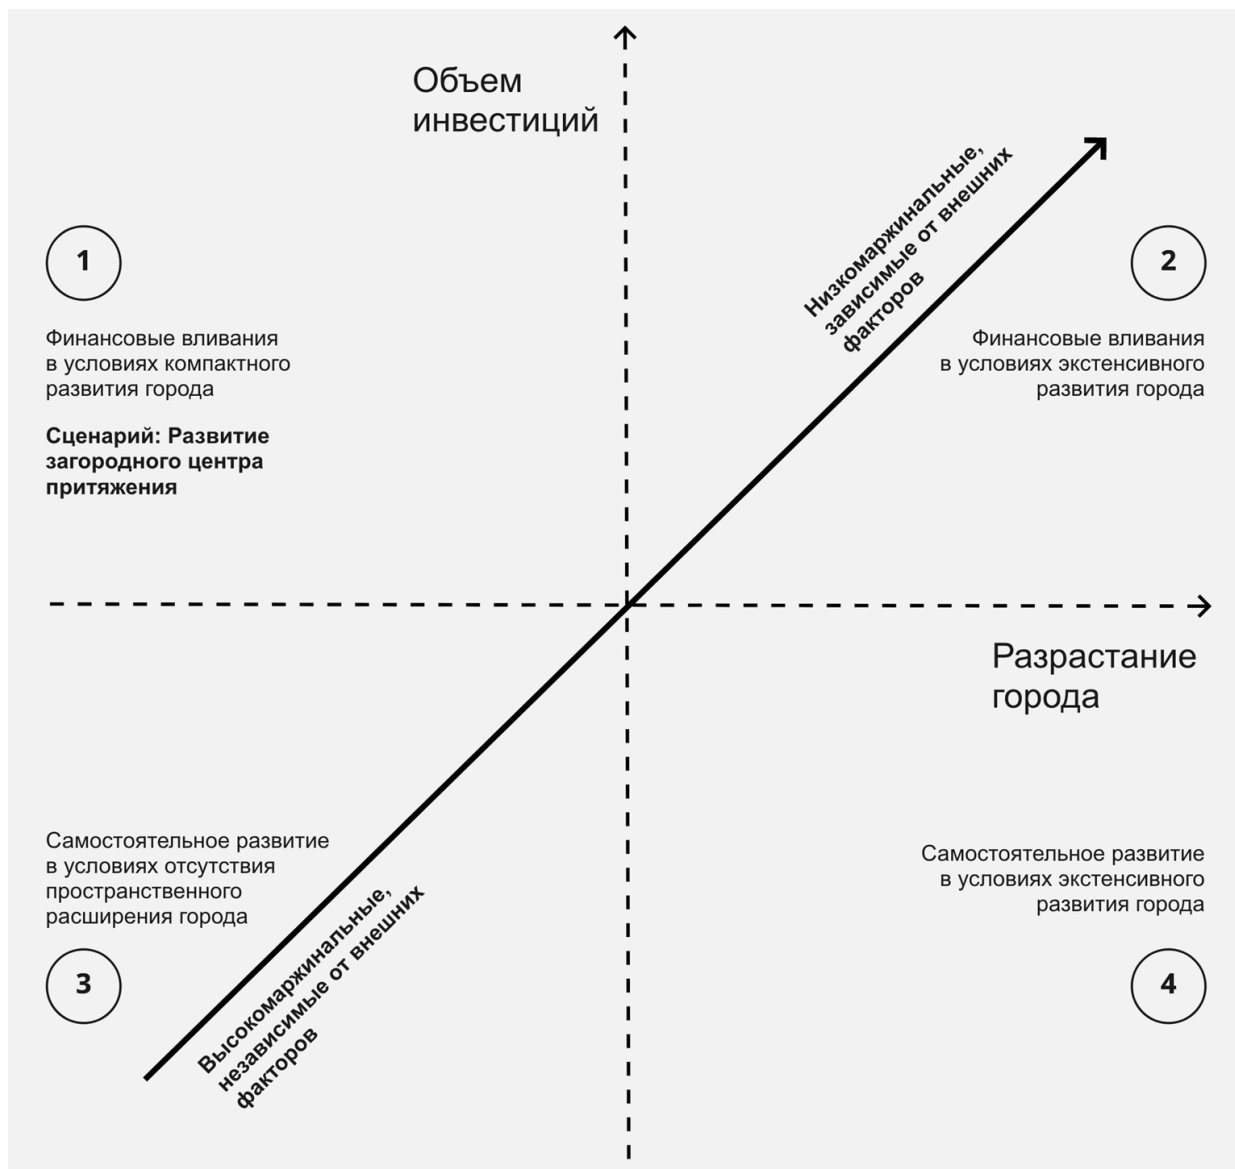 Объем
инвестиций
Низкомаржинальные,
зависимые от внешних
факторов
1
Финансовые вливания
в условиях компактного
развития города
Сценарий: Развитие
загородного центра
притяжения
2
Финансовые вливания
в условиях экстенсивного
развития города
Разрастание
города
Самостоятельное развитие
в условиях отсутствия
пространственного
расширения города
3
Высокомаржинальные,
независимые от внешних
факторов
Самостоятельное развитие
в условиях экстенсивного
развития города
4